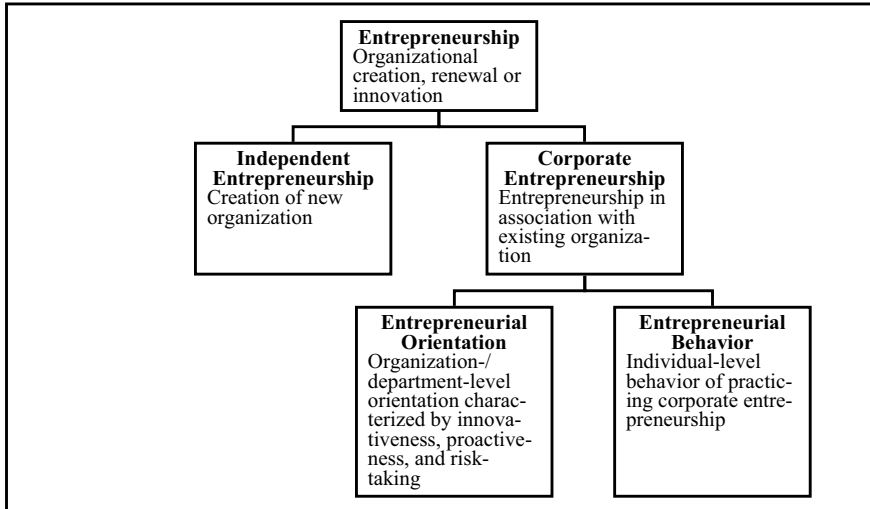 Entrepreneurship
Organizational
creation, renewal or
innovation
Independent
Entrepreneurship
Creation of new
organization
Corporate
Entrepreneurship
Entrepreneurship in
association with
existing organiza-
tion
Entrepreneurial
Orientation
Organization-/
department-level
orientation charac-
terized by innova-
tiveness, proactive-
ness, and risk-
taking
Entrepreneurial
Behavior
Individual-level
behavior of practic-
ing corporate entre-
preneurship